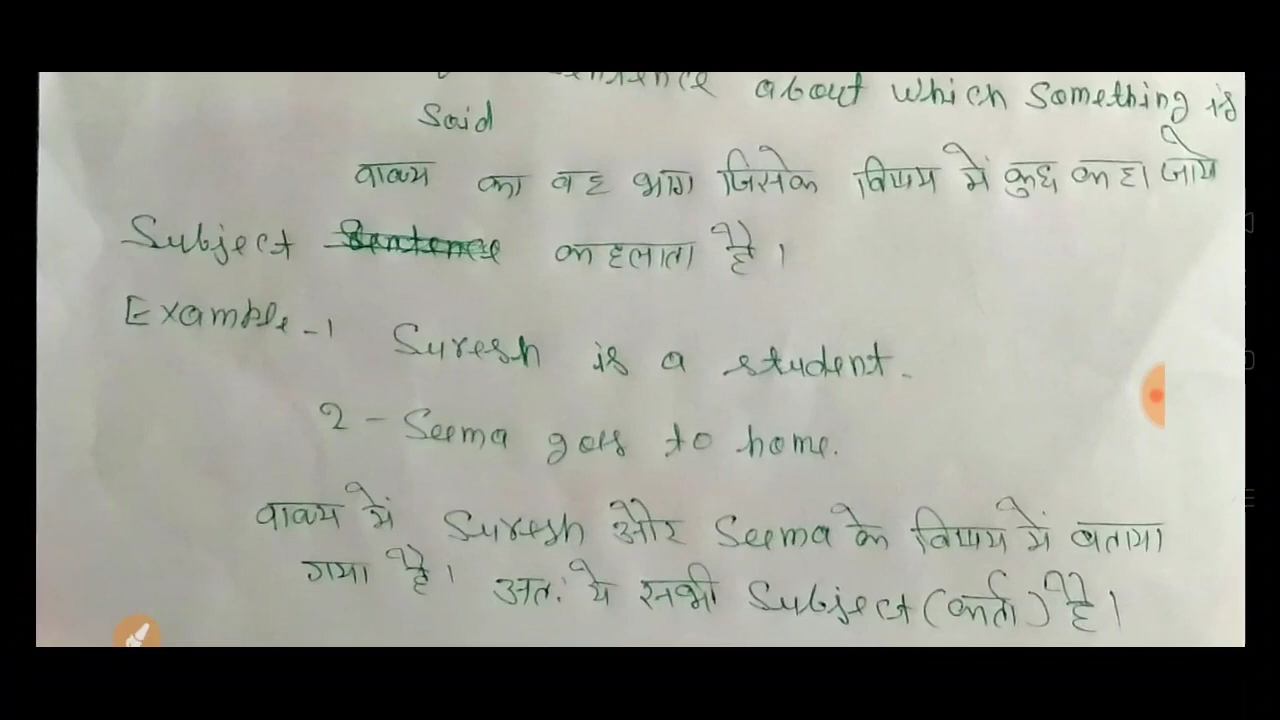 about which something is
said
वाक्य का वह भाग जिसके विषय में कुछ कहा जाये
Subject Sentence कहलाता है।
Example-1 Suresh is a student.
2 - Seema goes to home.
वाक्य में Suresh और Seema के विषय में बताया
गया है। अतः ये सभी Subject (कर्ता) है।